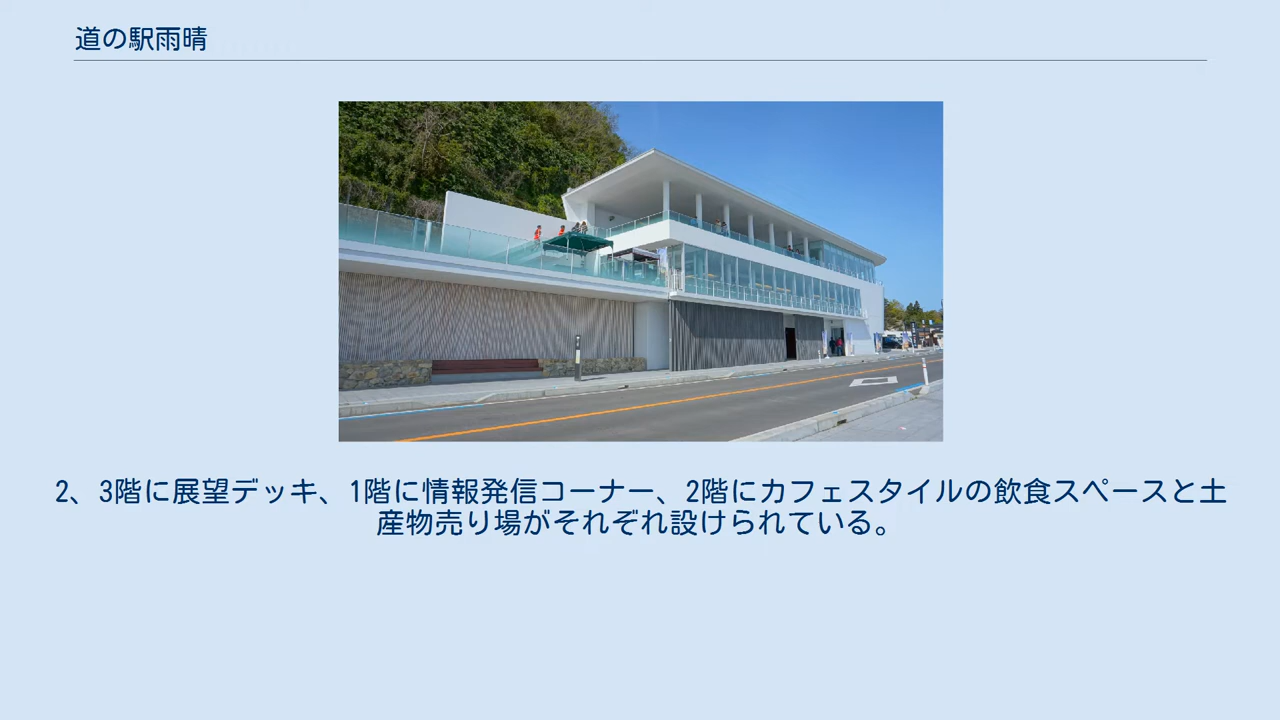 道の駅雨晴
2、3階に展望デッキ、1階に情報発信コーナー、2階にカフェスタイルの飲食スペースと土
産物売り場がそれぞれ設けられている。